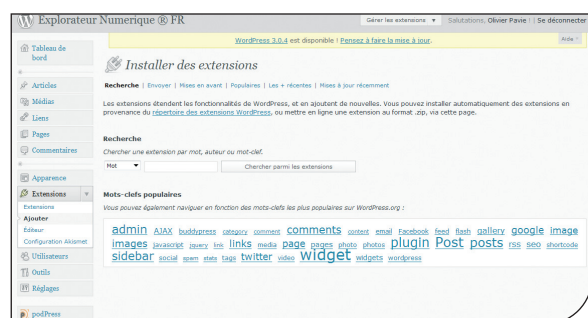 Explorateur Numerique ® FR
Gérer les extensions ▼
Salutations, Olivier Pavie ! | Se déconnecter
WordPress 3.0.4 est disponible ! Pensez à faire la mise à jour.
Aide
Tableau de
bord
Articles
Médias
Liens
Pages
Commentaires
Apparence
Extensions
Extensions
Ajouter
Éditeur
Configuration Akismet
Utilisateurs
Outils
Réglages
podPress
Installer des extensions
Recherche | Envoyer | Mises en avant | Populaires | Les + récentes | Mises à jour récemment
Les extensions étendent les fonctionnalités de WordPress, et en ajoutent de nouvelles. Vous pouvez installer automatiquement des extensions en
provenance du répertoire des extensions WordPress, ou mettre en ligne une extension au format .zip, via cette page.
Recherche
Chercher une extension par mot, auteur ou mot-clef.
Mot ▼ Chercher parmi les extensions
Mots-clefs populaires
Vous pouvez également naviguer en fonction des mots-clefs les plus populaires sur WordPress.org :
admin AJAX buddypress category comment comments content email Facebook feed flash gallery google image
images javascript jquery link links media page pages photo photos plugin Post posts rss seo shortcode
sidebar social spam stats tags twitter video widget widgets wordpress